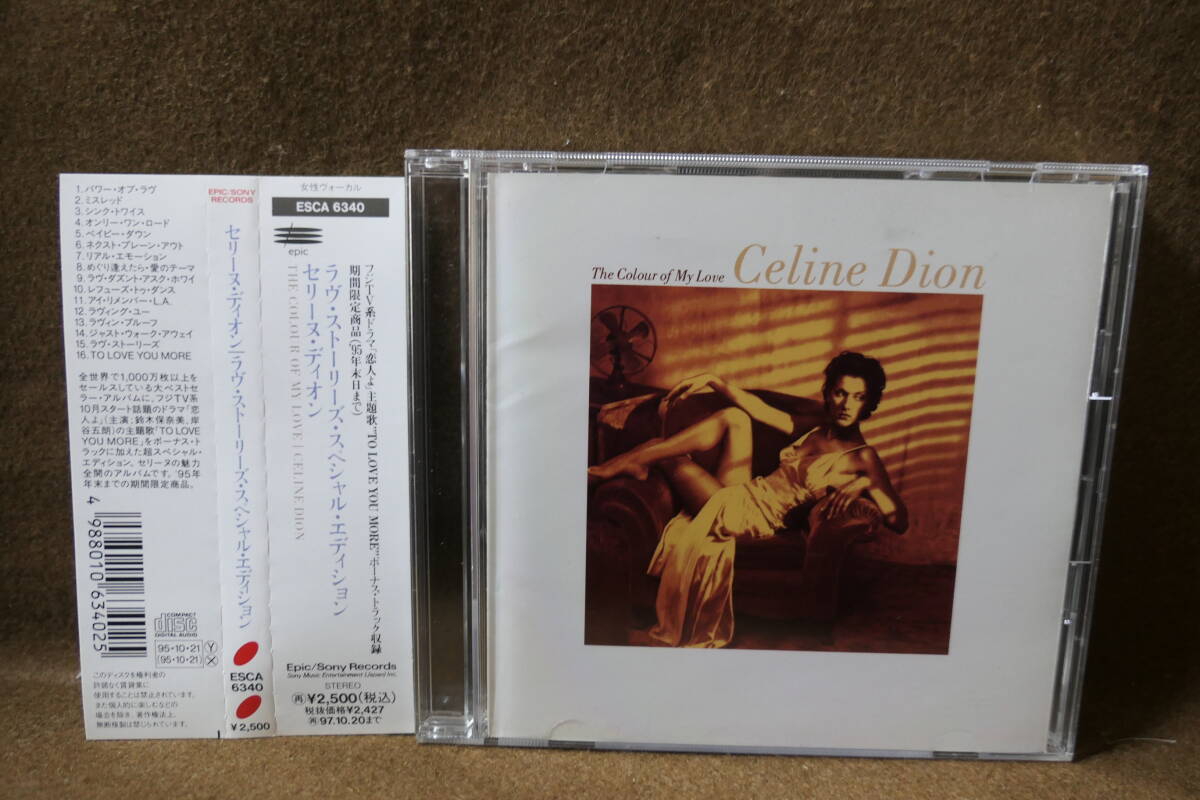 1. パワー・オブ・ラヴ
2. ミスレッド
3. シンク・トワイス
4. オンリー・ワン・ロード
5. ベイビー・ダウン
6. ネクスト・プレーン・アウト
7. リアル・エモーション
8. めぐり逢えたら・愛のテーマ
9. ラヴ・ダズント・アスク・ホワイ
10. レフューズ・トゥ・ダンス
11. アイ・リメンバー・L.A.
12. ラヴィング・ユー
13. ラヴィン・プルーフ
14. ジャスト・ウォーク・アウェイ
15. ラヴ・ストーリーズ
16. TO LOVE YOU MORE
全世界で1,000万枚以上を
セールスしている大ベストセ
ラー・アルバムに、フジTV系
10月スタート話題のドラマ「恋
人よ」(主演:鈴木保奈美、岸
谷五朗)の主題歌「TO LOVE
YOU MORE」をボーナス・ト
ラックに加えた超スペシャル・
エディション。セリーヌの魅力
全開のアルバムです。'95年
年末までの期間限定商品。
4 988010 634025
COMPACT
disc
DIGITAL AUDIO
95・10・21 Y
(95・10・21) X
このディスクを権利者の
許諾なく賃貸業に
使用することは禁止されています。
また個人的に楽しむなどの
場合を除き、著作権法上、
無断複製は禁じられています。
EPIC/SONY
RECORDS
セリーヌ・ディオン|ラヴ・ストーリーズ・スペシャル・エディション
ESCA
6340
¥2,500
女性ヴォーカル
ESCA 6340
epic
フジTV系ドラマ「恋人よ」主題歌"TO LOVE YOU MORE"ボーナス・トラック収録
期間限定商品('95年末日まで)
ラヴ・ストーリーズ・スペシャル・エディション
セリーヌ・ディオン
THE COLOUR OF MY LOVE | CELINE DION
Epic/Sony Records
Sony Music Entertainment (Japan) Inc.
STEREO
再¥2,500(税込)
税抜価格¥2,427
再97.10.20まで
The Colour of My Love Celine Dion